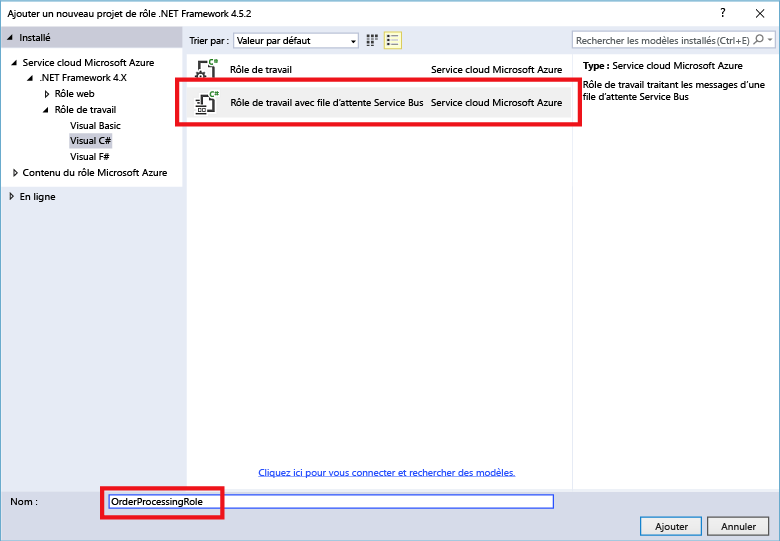 Ajouter un nouveau projet de rôle .NET Framework 4.5.2
Installé
Trier par : Valeur par défaut
Rechercher les modèles installés (Ctrl+E)
Service cloud Microsoft Azure
.NET Framework 4.X
Rôle web
Rôle de travail
Visual Basic
Visual C#
Visual F#
Contenu du rôle Microsoft Azure
En ligne
C# Rôle de travail Service cloud Microsoft Azure
C# Rôle de travail avec file d’attente Service Bus Service cloud Microsoft Azure
Type : Service cloud Microsoft Azure
Rôle de travail traitant les messages d’une
file d’attente Service Bus
Cliquez ici pour vous connecter et rechercher des modèles.
Nom : OrderProcessingRole
Ajouter Annuler